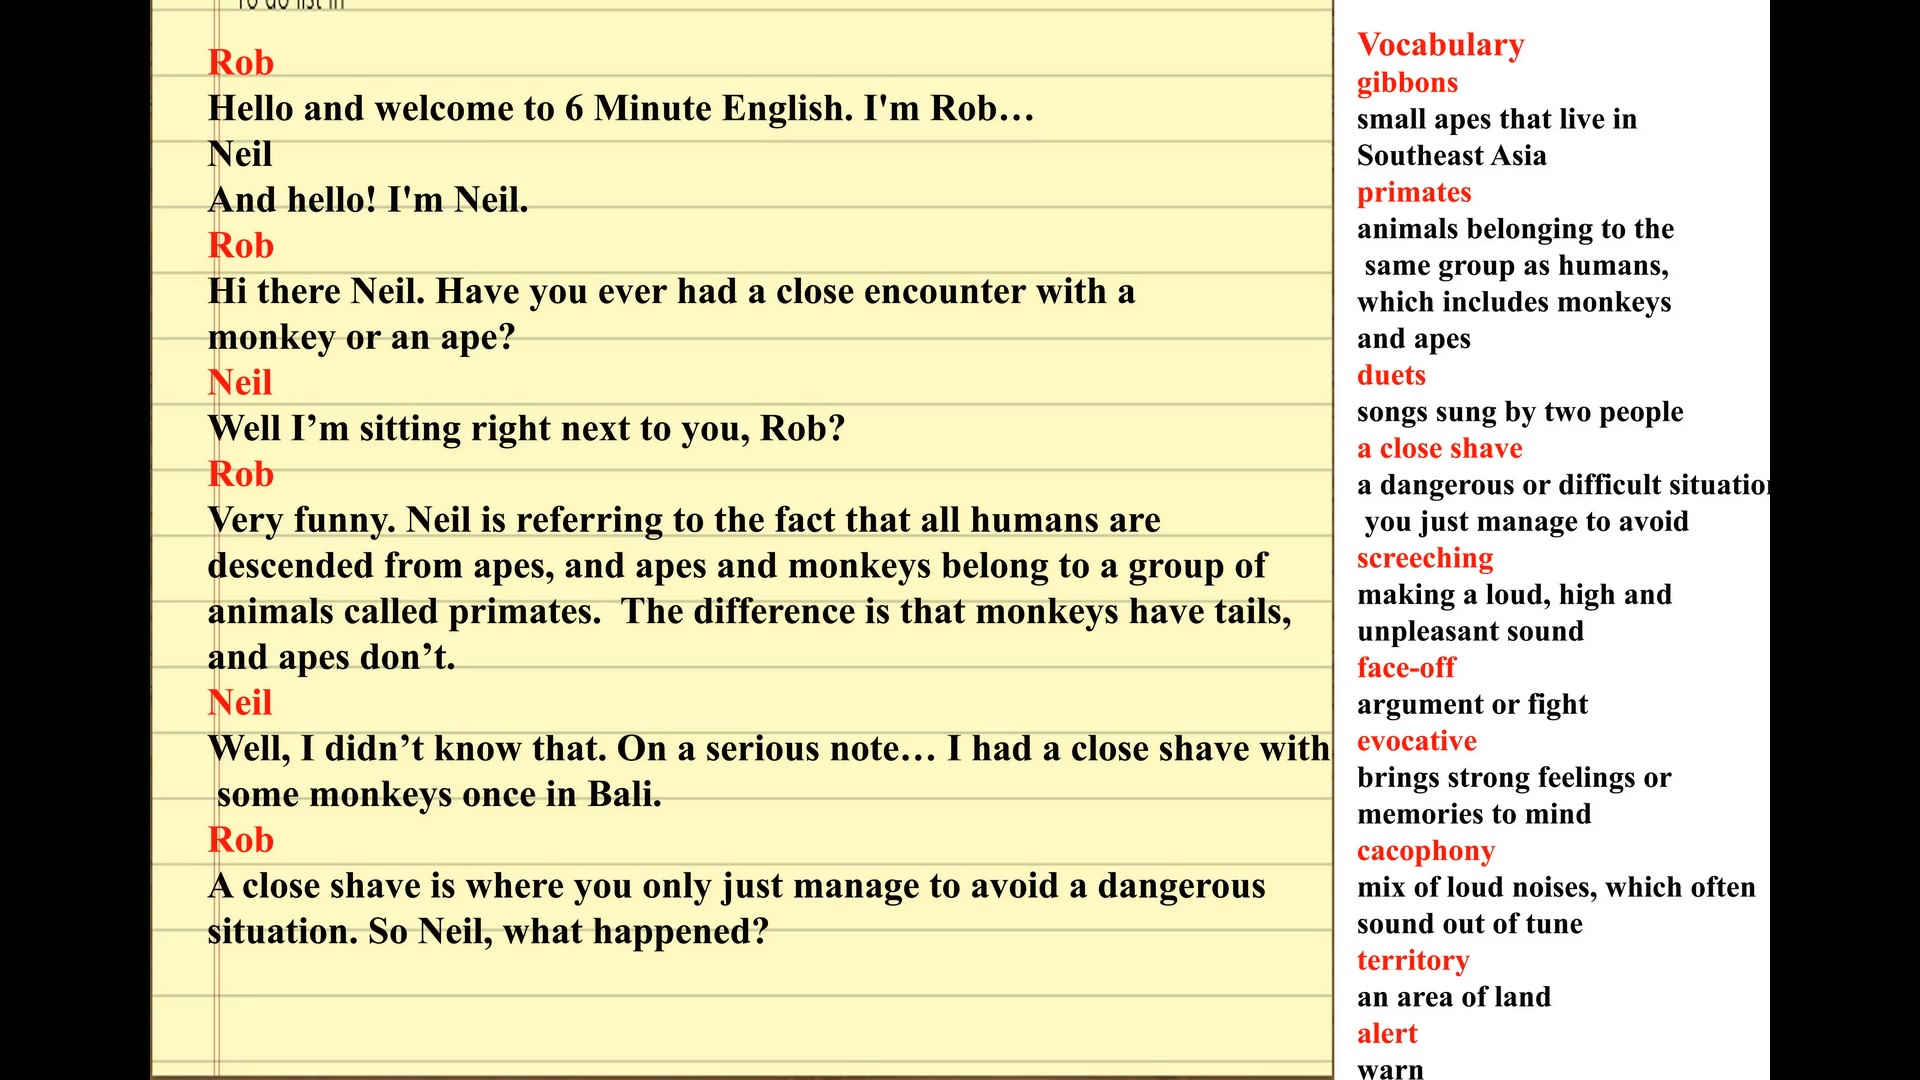 To do list in
Rob
Hello and welcome to 6 Minute English. I'm Rob…
Neil
And hello! I'm Neil.
Rob
Hi there Neil. Have you ever had a close encounter with a
monkey or an ape?
Neil
Well I’m sitting right next to you, Rob?
Rob
Very funny. Neil is referring to the fact that all humans are
descended from apes, and apes and monkeys belong to a group of
animals called primates.  The difference is that monkeys have tails,
and apes don’t.
Neil
Well, I didn’t know that. On a serious note… I had a close shave with
some monkeys once in Bali.
Rob
A close shave is where you only just manage to avoid a dangerous
situation. So Neil, what happened?
Vocabulary
gibbons
small apes that live in
Southeast Asia
primates
animals belonging to the
same group as humans,
which includes monkeys
and apes
duets
songs sung by two people
a close shave
a dangerous or difficult situation
you just manage to avoid
screeching
making a loud, high and
unpleasant sound
face-off
argument or fight
evocative
brings strong feelings or
memories to mind
cacophony
mix of loud noises, which often
sound out of tune
territory
an area of land
alert
warn